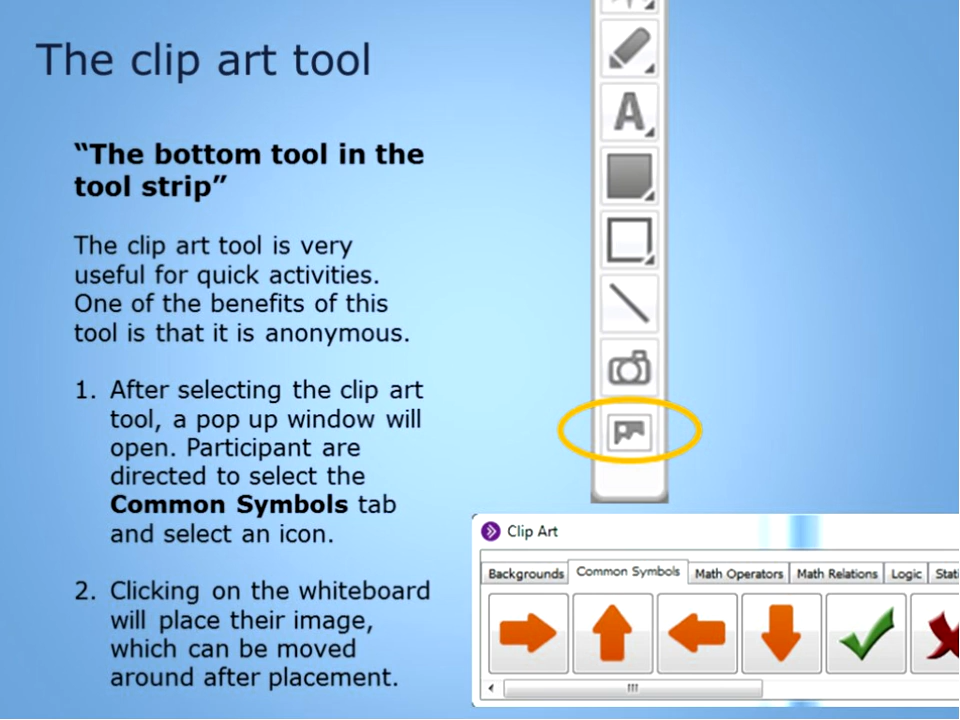 The clip art tool
“The bottom tool in the
tool strip”
The clip art tool is very
useful for quick activities.
One of the benefits of this
tool is that it is anonymous.
1. After selecting the clip art
tool, a pop up window will
open. Participant are
directed to select the
Common Symbols tab
and select an icon.
2. Clicking on the whiteboard
will place their image,
which can be moved
around after placement.
A
Clip Art
Backgrounds Common Symbols Math Operators Math Relations Logic